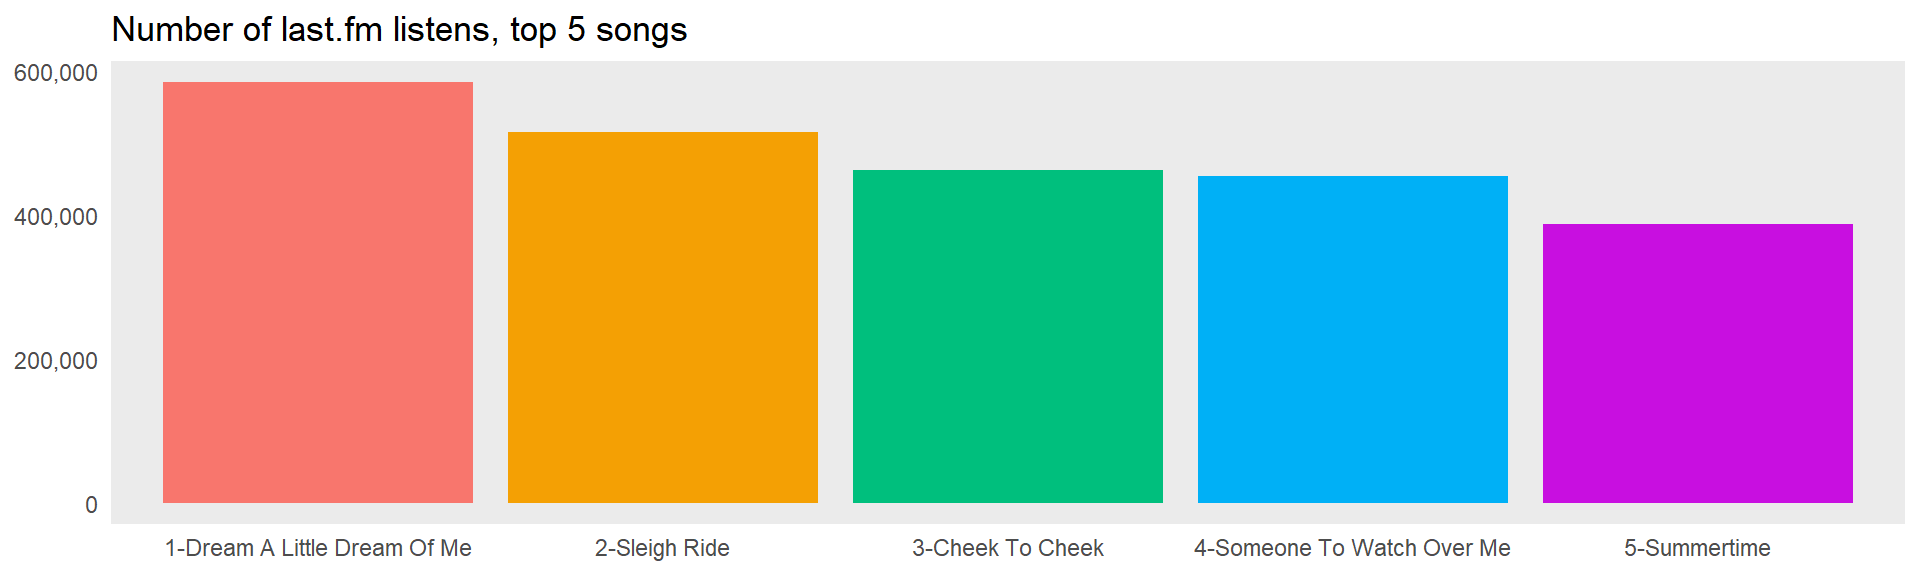 Number of last.fm listens, top 5 songs
600,000
400,000
200,000
0
1-Dream A Little Dream Of Me
2-Sleigh Ride
3-Cheek To Cheek
4-Someone To Watch Over Me
5-Summertime